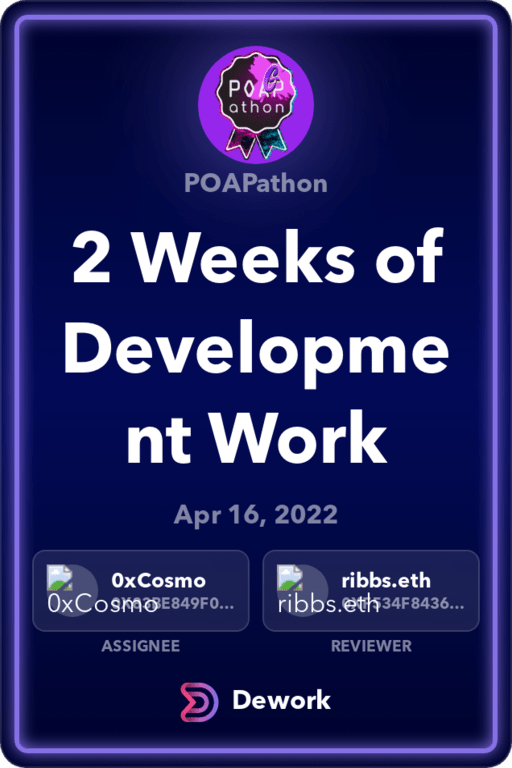 POAP
athon
POAPathon
2 Weeks of
Developme
nt Work
Apr 16, 2022
0xCosmo
0xCosmo
ribbs.eth
ribbs.eth
ASSIGNEE
REVIEWER
Dework